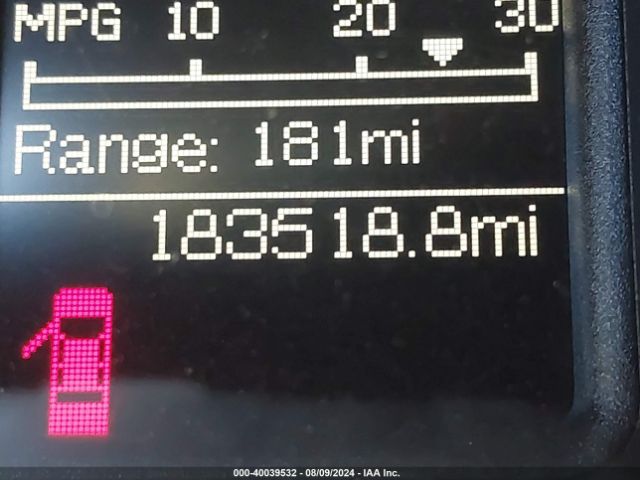 MPG 10 20 30
Range: 181mi
183518.8mi
000-40039532 - 08/09/2024 - IAA Inc.